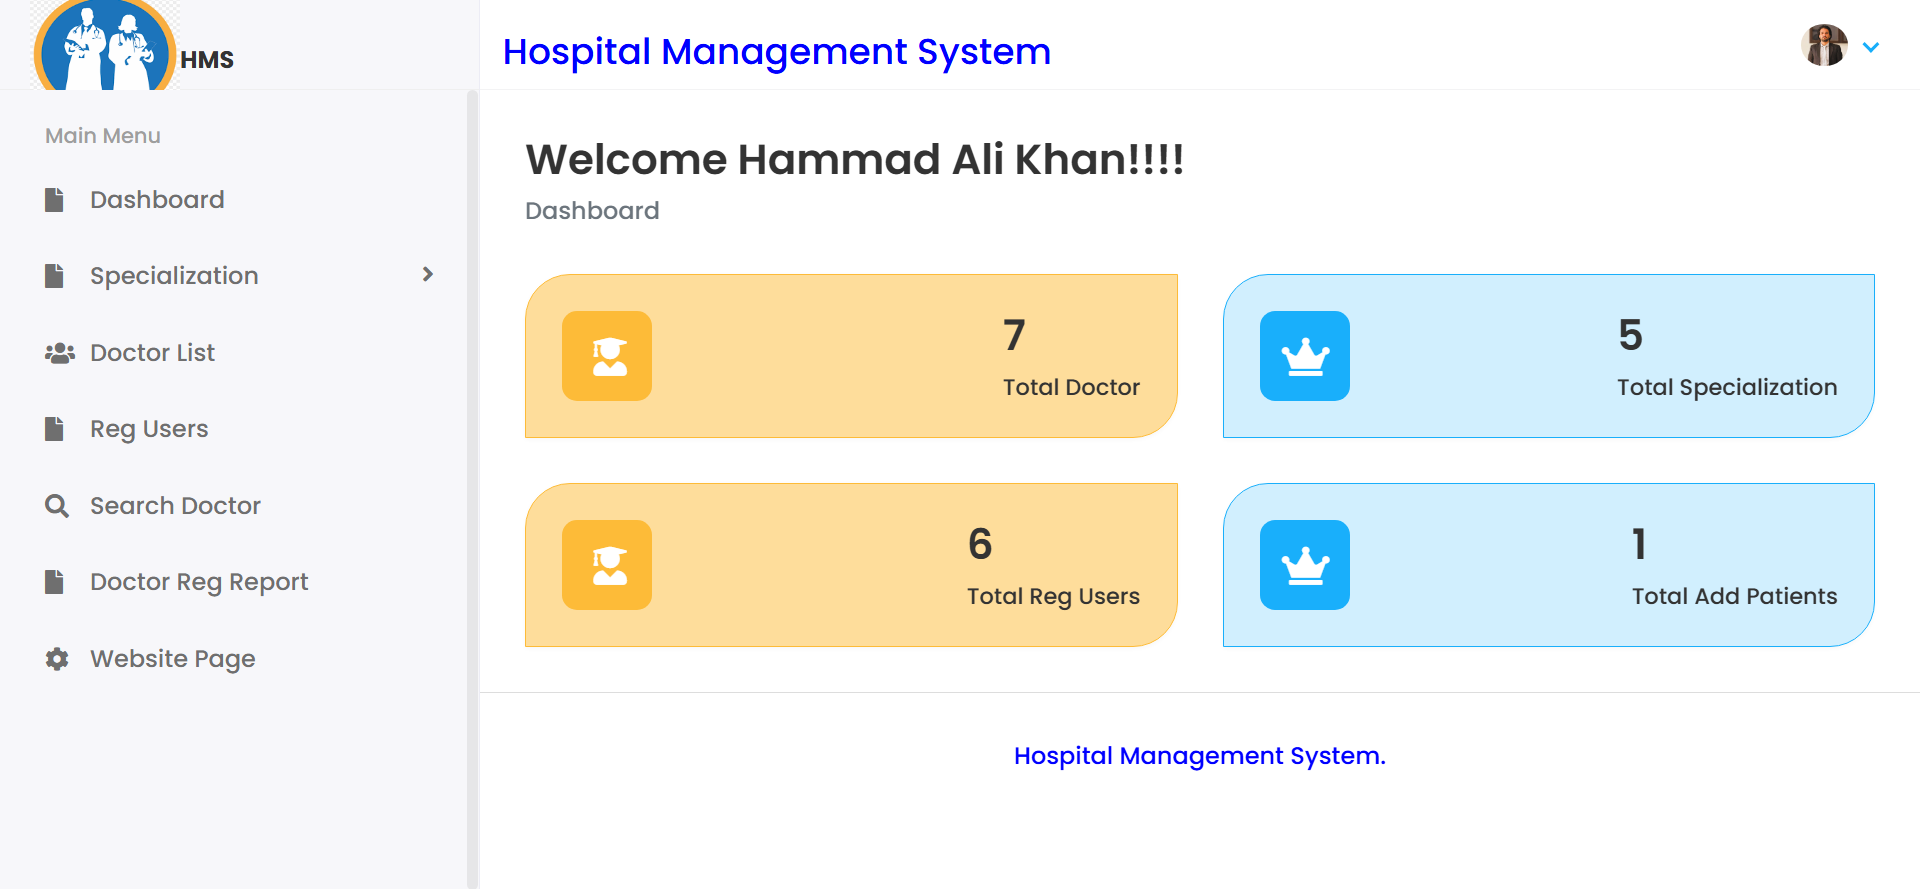 HMS
Hospital Management System
Main Menu
Dashboard
Specialization
Doctor List
Reg Users
Search Doctor
Doctor Reg Report
Website Page
Welcome Hammad Ali Khan!!!!
Dashboard
7
Total Doctor
5
Total Specialization
6
Total Reg Users
1
Total Add Patients
Hospital Management System.